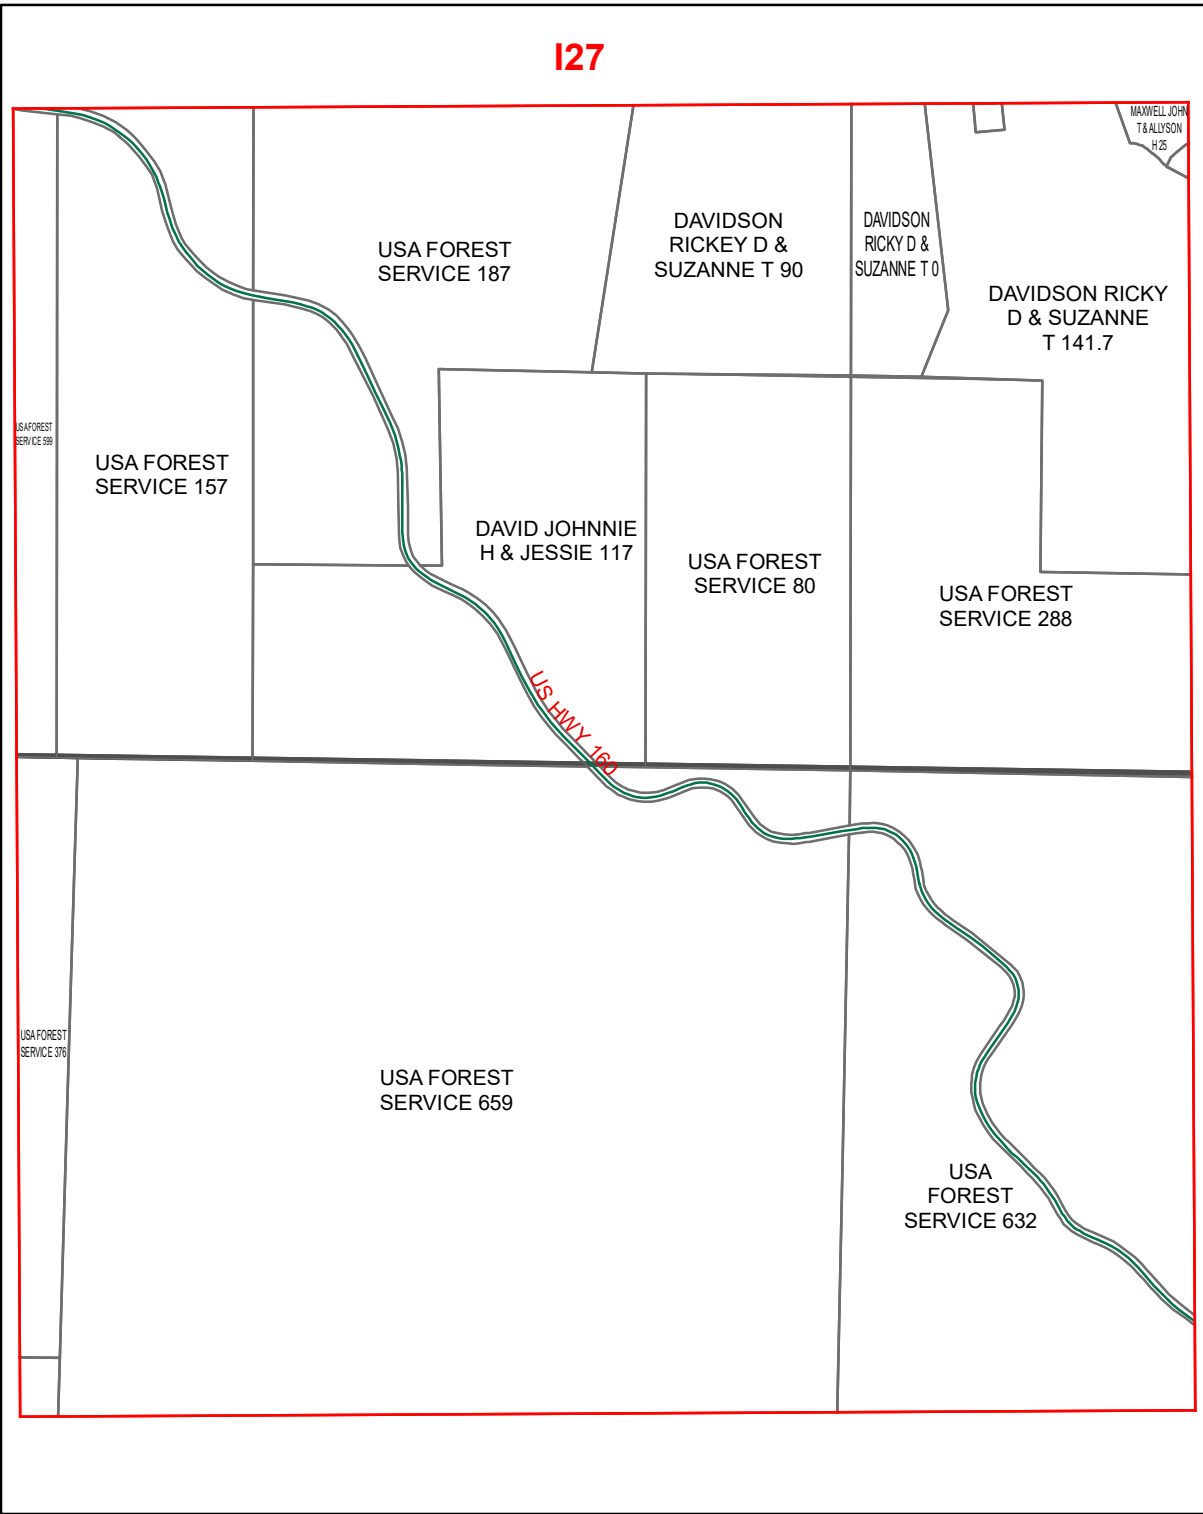 I27
MAXWELL JOHN
T & ALLYSON
H 25
USA FOREST
SERVICE 187
DAVIDSON
RICKEY D &
SUZANNE T 90
DAVIDSON
RICKY D &
SUZANNE T 0
DAVIDSON RICKY
D & SUZANNE
T 141.7
USA FOREST
SERVICE 599
USA FOREST
SERVICE 157
DAVID JOHNNIE
H & JESSIE 117
USA FOREST
SERVICE 80
USA FOREST
SERVICE 288
US HWY 160
USA FOREST
SERVICE 376
USA FOREST
SERVICE 659
USA
FOREST
SERVICE 632